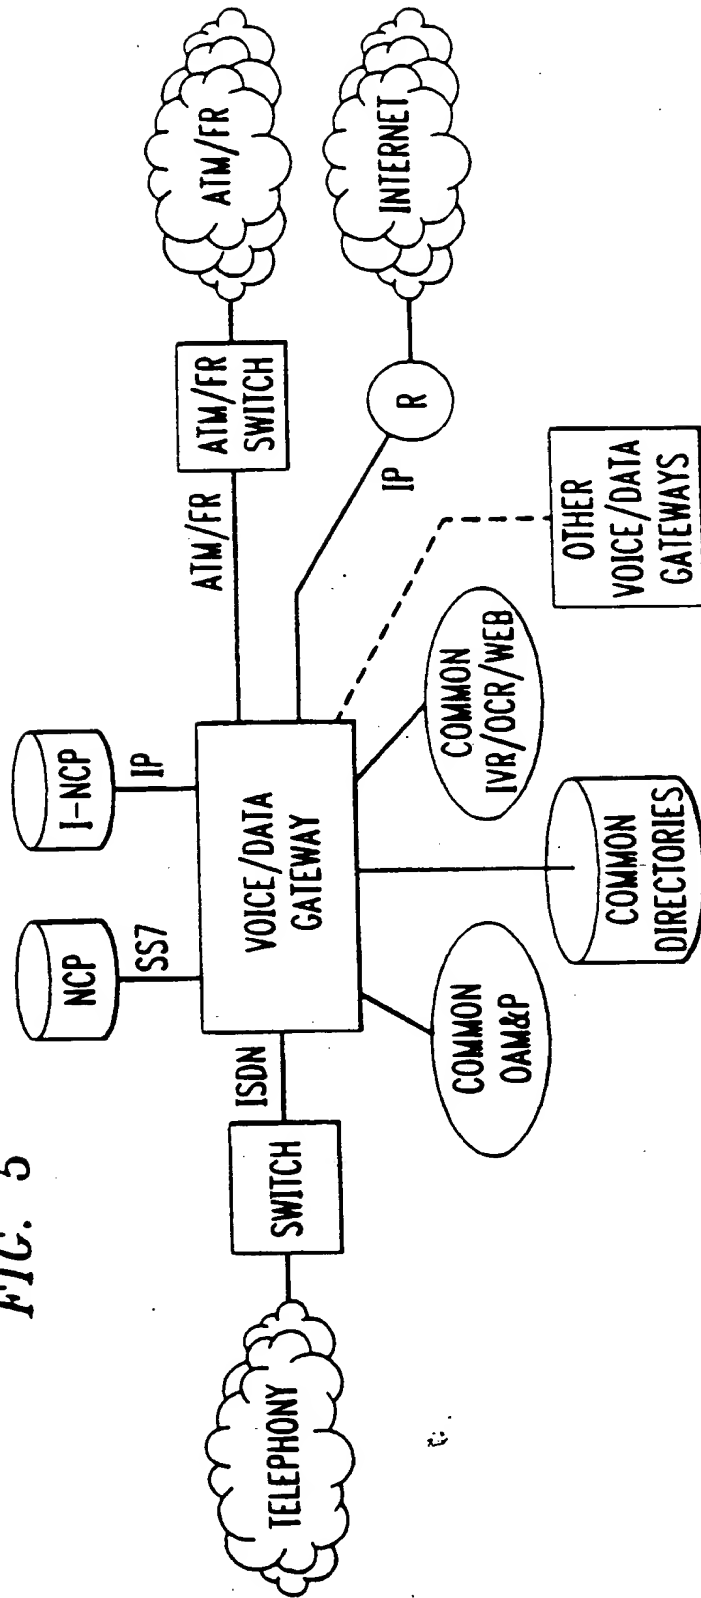 FIG. 5
NCP
I-NCP
SS7
IP
ATM/FR
ATM/FR
SWITCH
ATM/FR
TELEPHONY
SWITCH
ISDN
VOICE/DATA
GATEWAY
IP
R
INTERNET
COMMON
OAM&P
COMMON
DIRECTORIES
COMMON
IVR/OCR/WEB
OTHER
VOICE/DATA
GATEWAYS